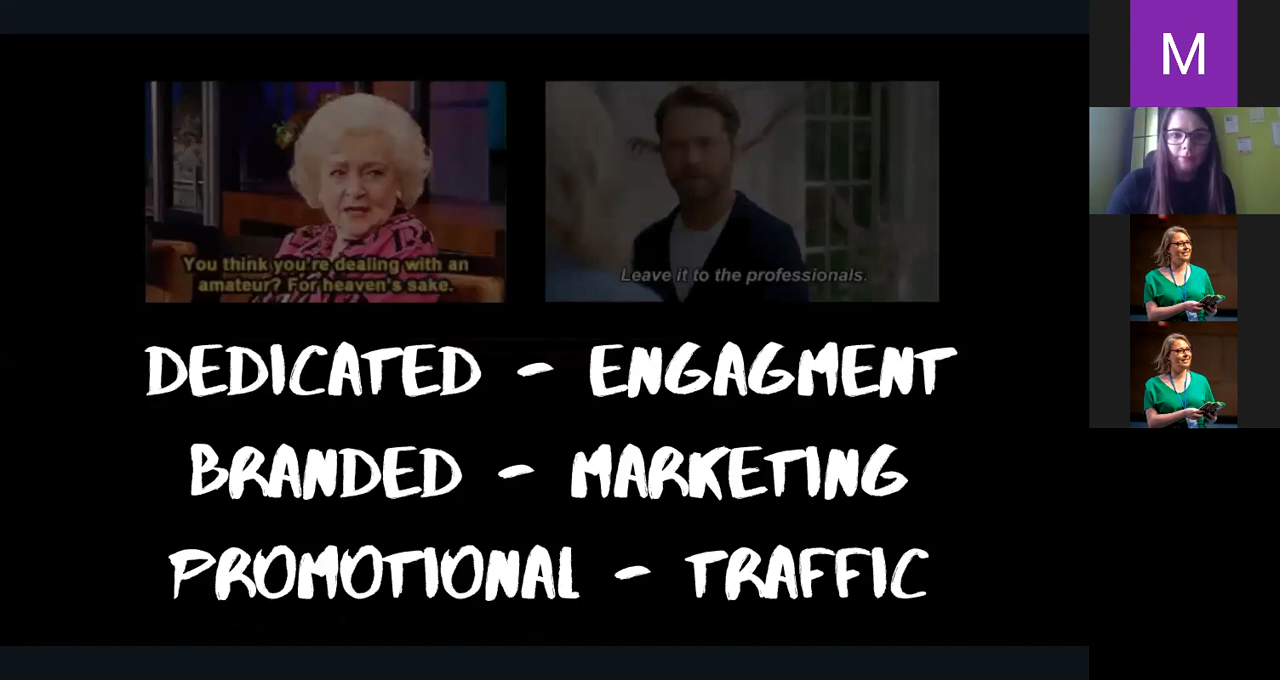 You think you're dealing with an
amateur? For heaven's sake.
Leave it to the professionals.
DEDICATED - ENGAGMENT
BRANDED - MARKETING
PROMOTIONAL - TRAFFIC
M